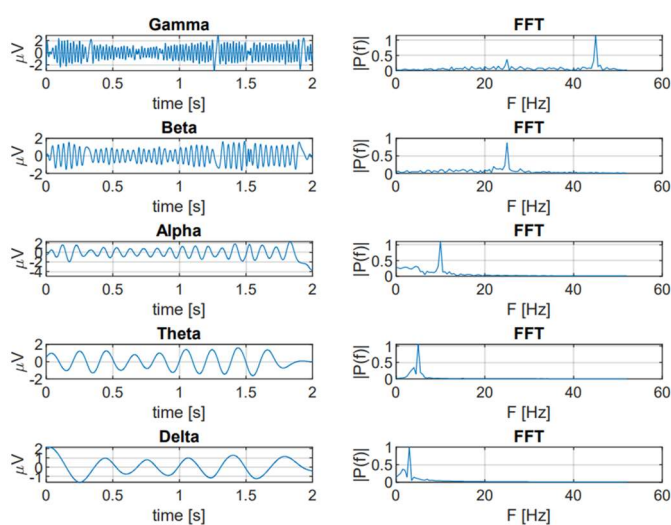 Gamma
μV
2
0
-2
0 0.5 1 1.5 2
time [s]
FFT
|P(f)|
1
0.5
0
0 20 40 60
F [Hz]
Beta
μV
2
0
-2
0 0.5 1 1.5 2
time [s]
FFT
|P(f)|
1
0.5
0
0 20 40 60
F [Hz]
Alpha
μV
2
0
-2
-4
0 0.5 1 1.5 2
time [s]
FFT
|P(f)|
1
0.5
0
0 20 40 60
F [Hz]
Theta
μV
2
0
-2
0 0.5 1 1.5 2
time [s]
FFT
|P(f)|
1
0.5
0
0 20 40 60
F [Hz]
Delta
μV
2
1
0
-1
0 0.5 1 1.5 2
time [s]
FFT
|P(f)|
1
0.5
0
0 20 40 60
F [Hz]